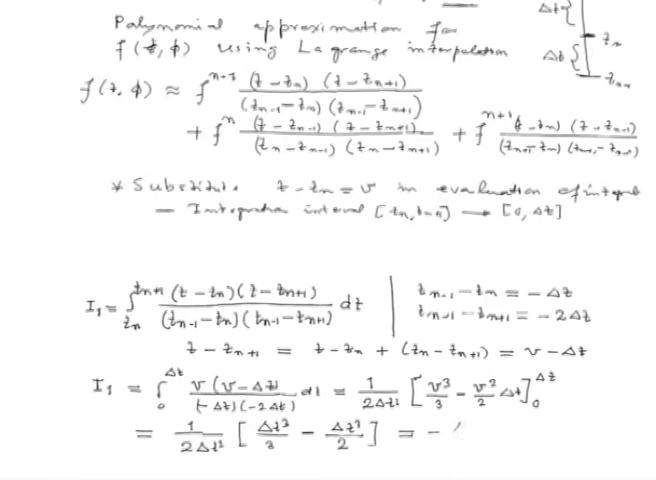 Polynomial approximation for
f(t, φ) using Lagrange interpolation
Δt
t_n
Δt
t_{n+1}
f(t, φ) ≈ f^{n-1} (t - t_n) (t - t_{n+1}) / (t_{n-1} - t_n) (t_{n-1} - t_{n+1})
+ f^n (t - t_{n-1}) (t - t_{n+1}) / (t_n - t_{n-1}) (t_n - t_{n+1}) + f^{n+1} (t - t_n) (t - t_{n-1}) / (t_{n+1} - t_n) (t_{n+1} - t_{n-1})
* Substitute t - t_n = v in evaluation of integral
— Integration interval [t_n, t_{n+1}] → [0, Δt]
I_1 = ∫_{t_n}^{t_{n+1}} (t - t_n)(t - t_{n+1}) / (t_{n-1} - t_n)(t_{n-1} - t_{n+1}) dt
t_{n-1} - t_n = -Δt
t_{n-1} - t_{n+1} = -2Δt
t - t_{n+1} = t - t_n + (t_n - t_{n+1}) = v - Δt
I_1 = ∫_0^{Δt} v(v - Δt) / (-Δt)(-2Δt) dv = 1/2Δt² [v³/3 - v²/2 Δt]_0^{Δt}
= 1/2Δt² [Δt³/3 - Δt³/2] = -